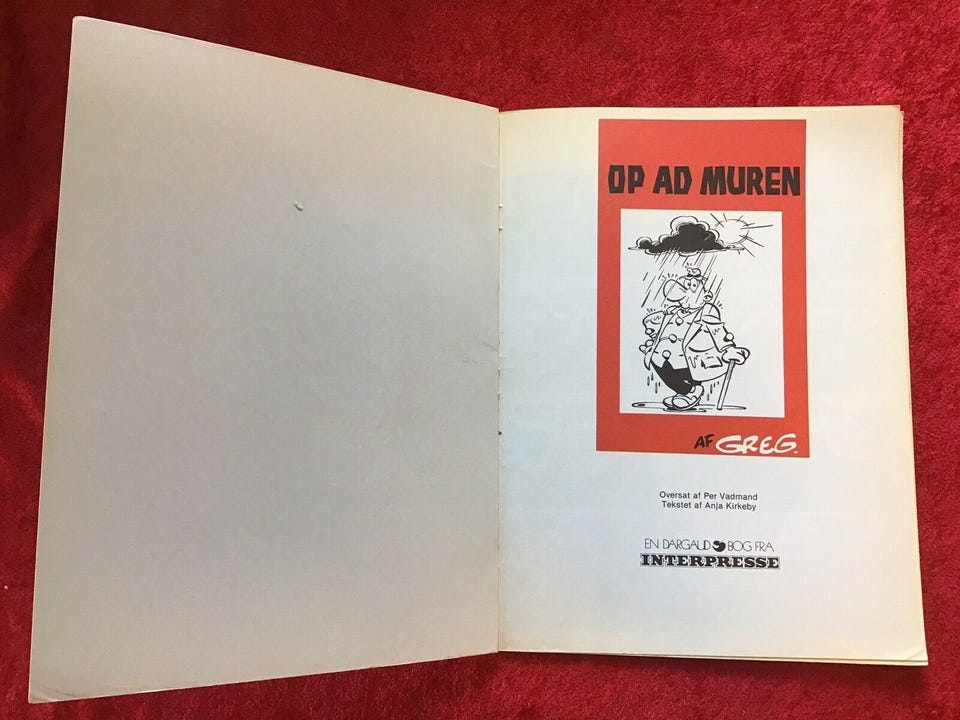 OP AD MUREN
AF GREG.
Oversat af Per Vadmand
Tekstet af Anja Kirkeby
EN DARGAUD BOG FRA
INTERPRESSE